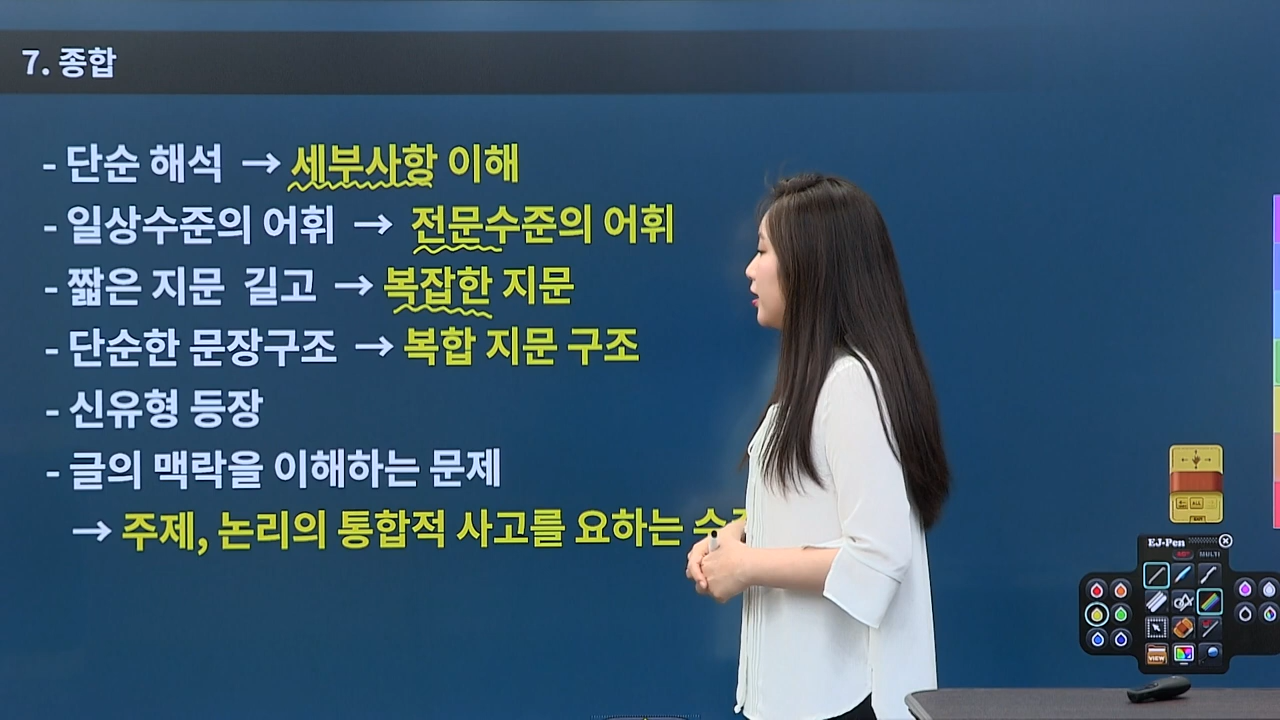 7. 종합
- 단순 해석 → 세부사항 이해
- 일상수준의 어휘 → 전문수준의 어휘
- 짧은 지문 길고 → 복잡한 지문
- 단순한 문장구조 → 복합 지문 구조
- 신유형 등장
- 글의 맥락을 이해하는 문제
→ 주제, 논리의 통합적 사고를 요하는
EJ-Pen
MULTI
ALL
VIEW